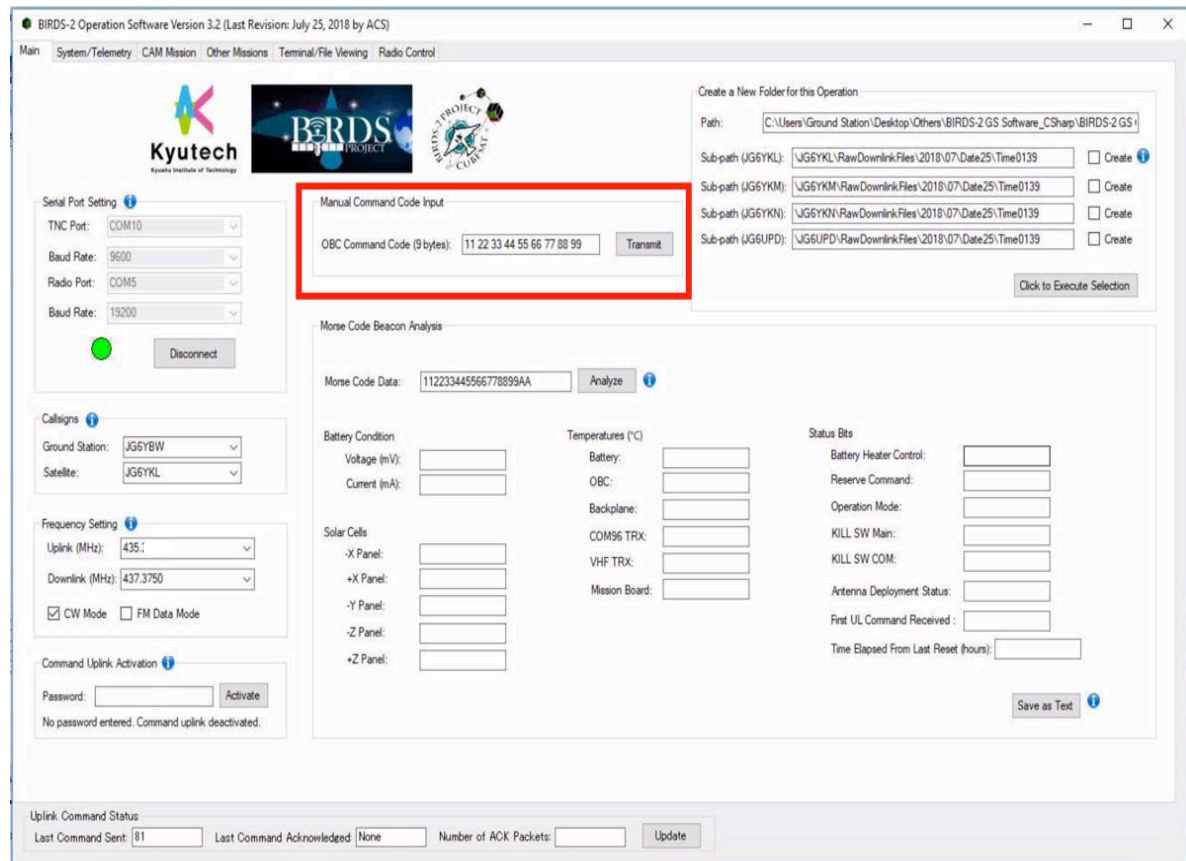 BIRDS-2 Operation Software Version 3.2 (Last Revision: July 25, 2018 by ACS)
Main System/Telemetry CAM Mission Other Missions Terminal/File Viewing Radio Control
Kyutech
Kyushu Institute of Technology
BIRDS
PROJECT
BIRDS-2 PROJECT
CUBESAT
Create a New Folder for this Operation
Path: C:\Users\Ground Station\Desktop\Others\BIRDS-2 GS Software_CSharp\BIRDS-2 GS
Sub-path (JG6YKL): \JG6YKL\RawDownlinkFiles\2018\07\Date25\Time0139 Create
Sub-path (JG6YKM): \JG6YKM\RawDownlinkFiles\2018\07\Date25\Time0139 Create
Sub-path (JG6YKN): \JG6YKN\RawDownlinkFiles\2018\07\Date25\Time0139 Create
Sub-path (JG6UPD): \JG6UPD\RawDownlinkFiles\2018\07\Date25\Time0139 Create
Click to Execute Selection
Serial Port Setting
TNC Port: COM10
Baud Rate: 9600
Radio Port: COM5
Baud Rate: 19200
Disconnect
Manual Command Code Input
OBC Command Code (9 bytes): 11 22 33 44 55 66 77 88 99 Transmit
Callsigns
Ground Station: JG6YBW
Satellite: JG6YKL
Frequency Setting
Uplink (MHz): 435.
Downlink (MHz): 437.3750
CW Mode FM Data Mode
Command Uplink Activation
Password: Activate
No password entered. Command uplink deactivated.
Morse Code Beacon Analysis
Morse Code Data: 112233445566778899AA Analyze
Battery Condition
Voltage (mV):
Current (mA):
Solar Cells
-X Panel:
+X Panel:
-Y Panel:
-Z Panel:
+Z Panel:
Temperatures (°C)
Battery:
OBC:
Backplane:
COM96 TRX:
VHF TRX:
Mission Board:
Status Bits
Battery Heater Control:
Reserve Command:
Operation Mode:
KILL SW Main:
KILL SW COM:
Antenna Deployment Status:
First UL Command Received :
Time Elapsed From Last Reset (hours):
Save as Text
Uplink Command Status
Last Command Sent: 81 Last Command Acknowledged: None Number of ACK Packets: Update